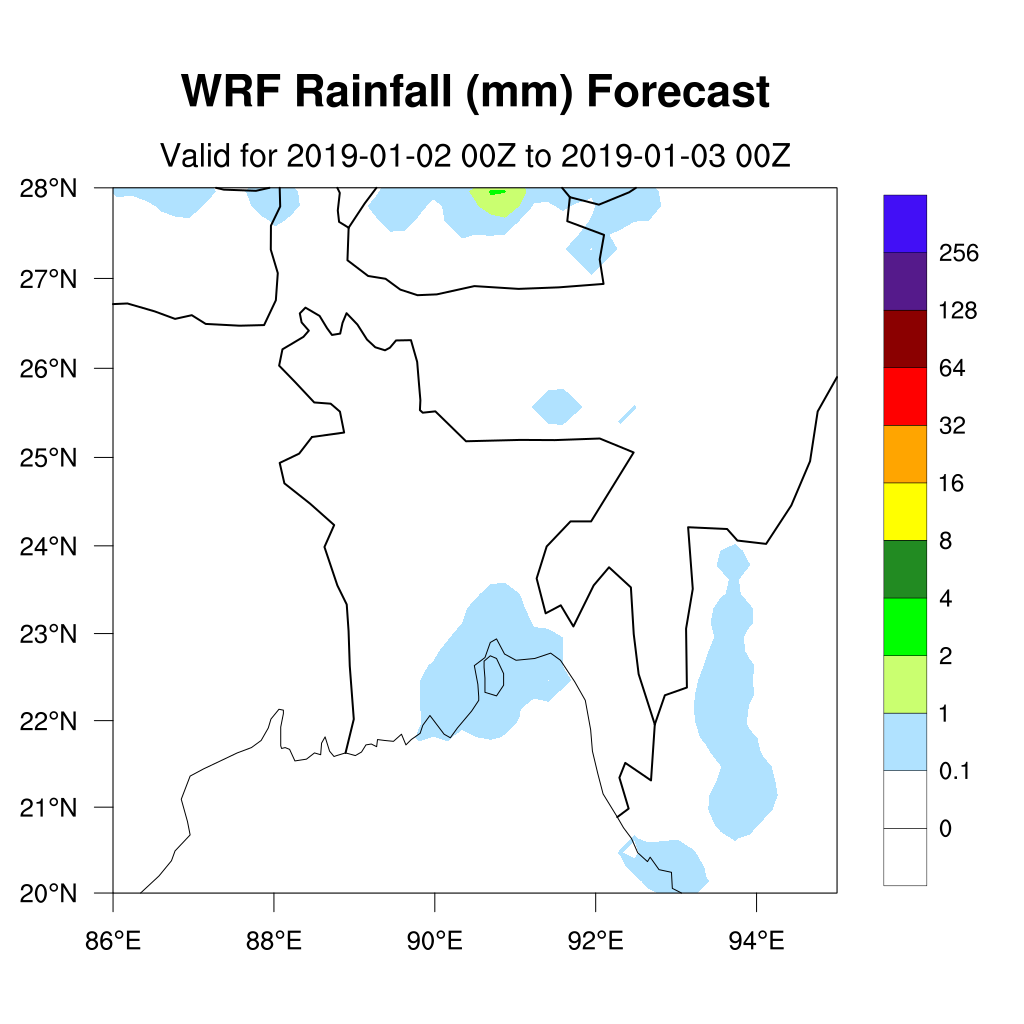 WRF Rainfall (mm) Forecast
Valid for 2019-01-02 00Z to 2019-01-03 00Z
28°N
27°N
26°N
25°N
24°N
23°N
22°N
21°N
20°N
86°E 88°E 90°E 92°E 94°E
256
128
64
32
16
8
4
2
1
0.1
0